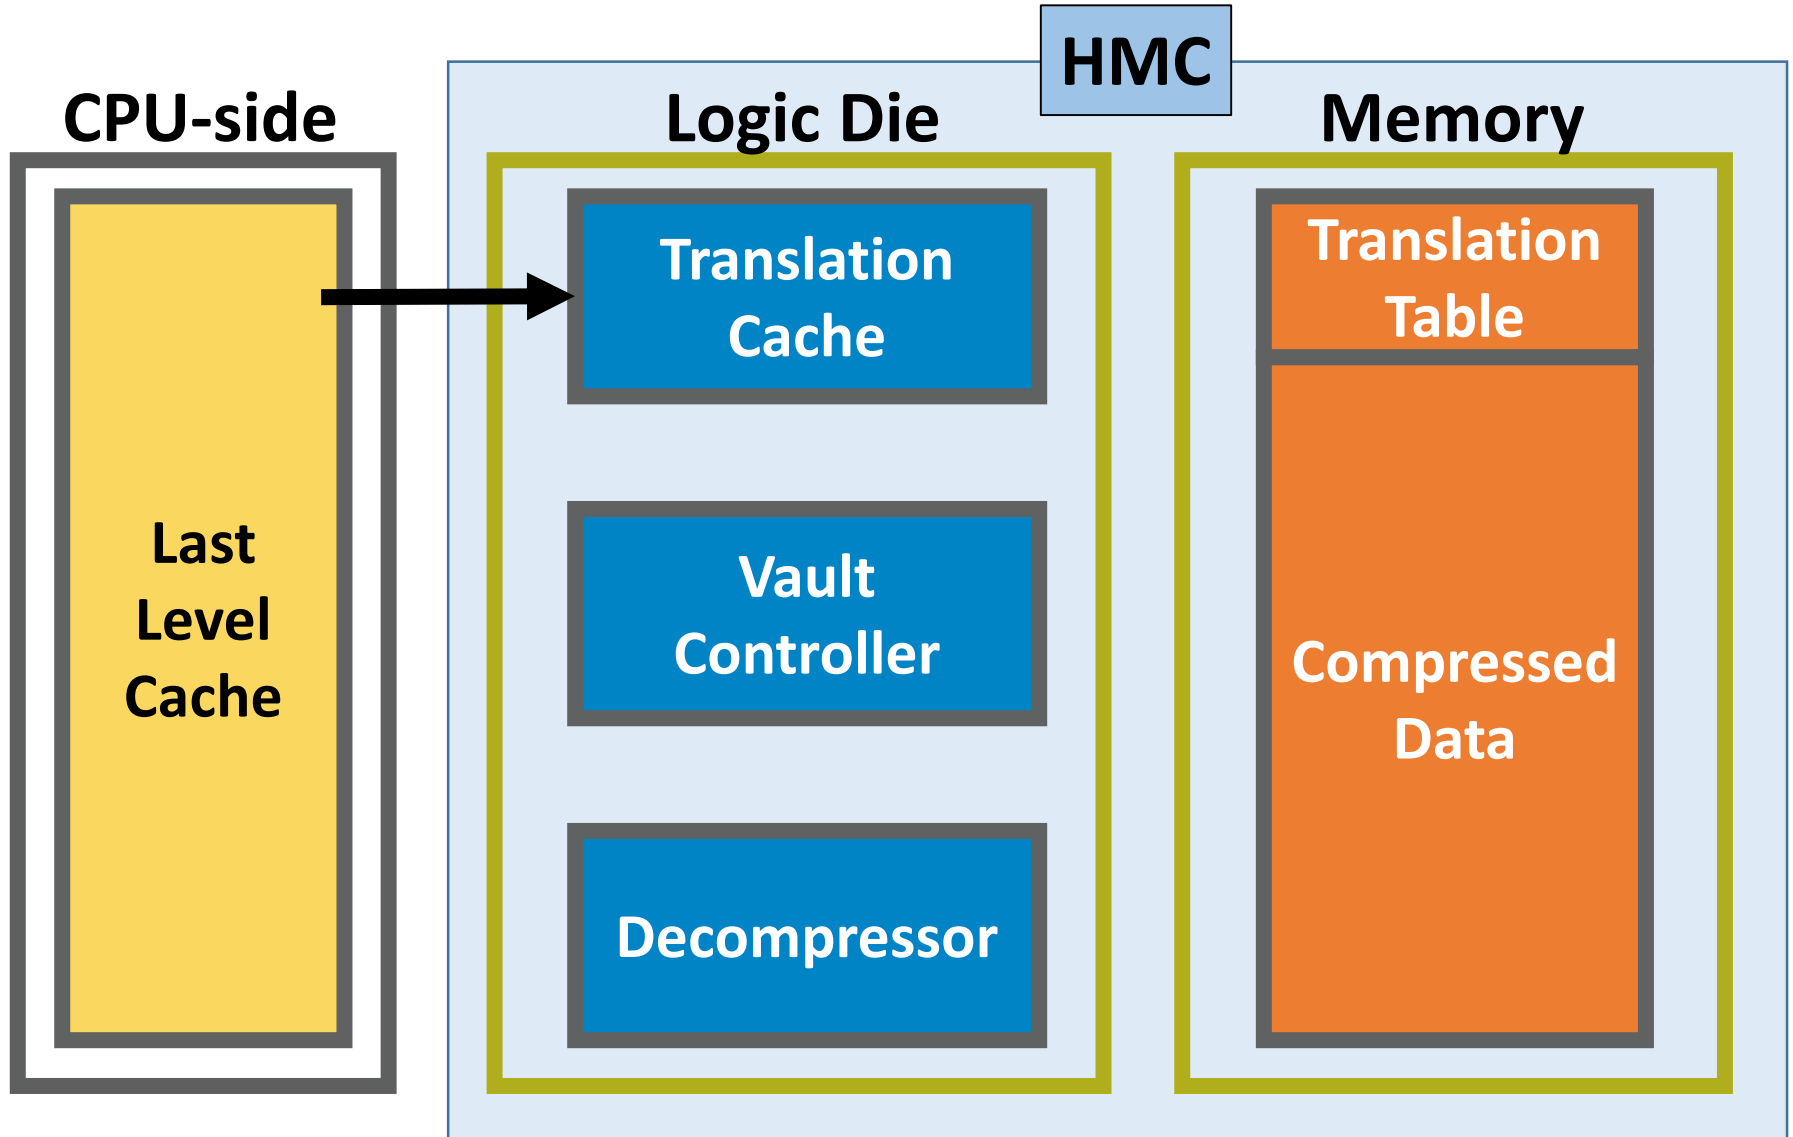 HMC
CPU-side
Logic Die
Memory
Last
Level
Cache
Translation
Cache
Vault
Controller
Decompressor
Translation
Table
Compressed
Data